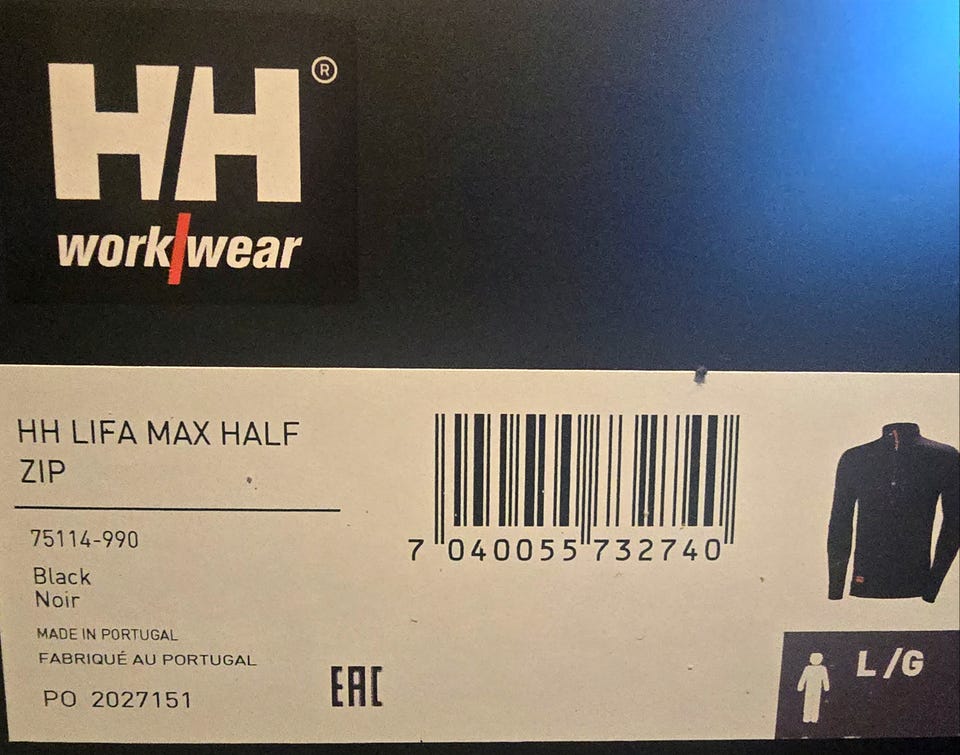 HH ®
work/wear
HH LIFA MAX HALF
ZIP
75114-990
Black
Noir
MADE IN PORTUGAL
FABRIQUÉ AU PORTUGAL
PO 2027151
EAC
7 040055 732740
L/G